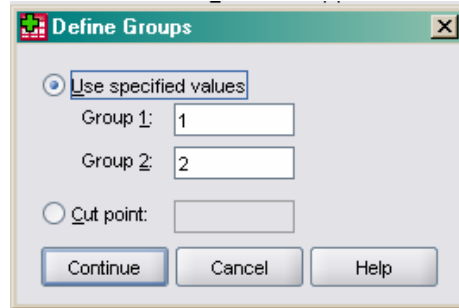 Define Groups
Use specified values
Group 1: 1
Group 2: 2
Cut point:
Continue Cancel Help